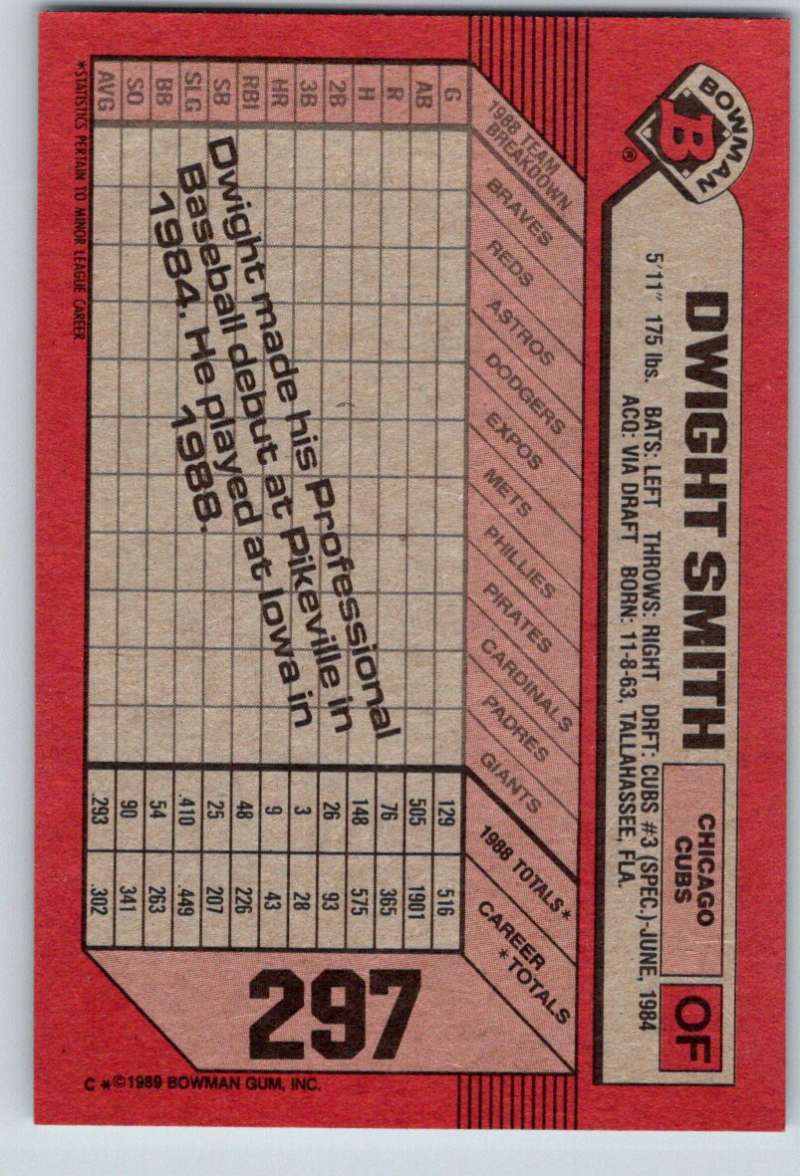 BOWMAN
B
®
DWIGHT SMITH
CHICAGO
CUBS
OF
5'11" 175 lbs. BATS: LEFT THROWS: RIGHT DRFT: CUBS #3 (SPEC.)-JUNE, 1984
ACQ: VIA DRAFT BORN: 11-8-63, TALLAHASSEE, FLA.
1988 TEAM
BREAKDOWN
BRAVES
REDS
ASTROS
DODGERS
EXPOS
METS
PHILLIES
PIRATES
CARDINALS
PADRES
GIANTS
1988 TOTALS*
CAREER
*TOTALS
G 129 516
AB 505 1901
R 76 365
H 148 575
2B 26 93
3B 3 28
HR 9 43
RBI 48 226
SB 25 207
SLG .410 .449
BB 54 263
SO 90 341
AVG .293 .302
Dwight made his Professional
Baseball debut at Pikeville in
1984. He played at Iowa in
1988.
297
*STATISTICS PERTAIN TO MINOR LEAGUE CAREER
C *©1989 BOWMAN GUM, INC.